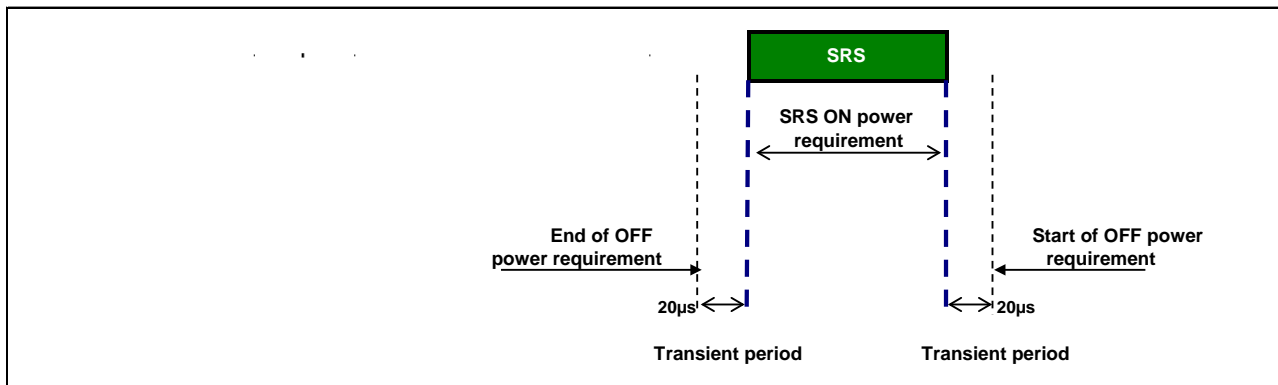 SRS
SRS ON power
requirement
End of OFF
power requirement
Start of OFF power
requirement
20µs
20µs
Transient period
Transient period